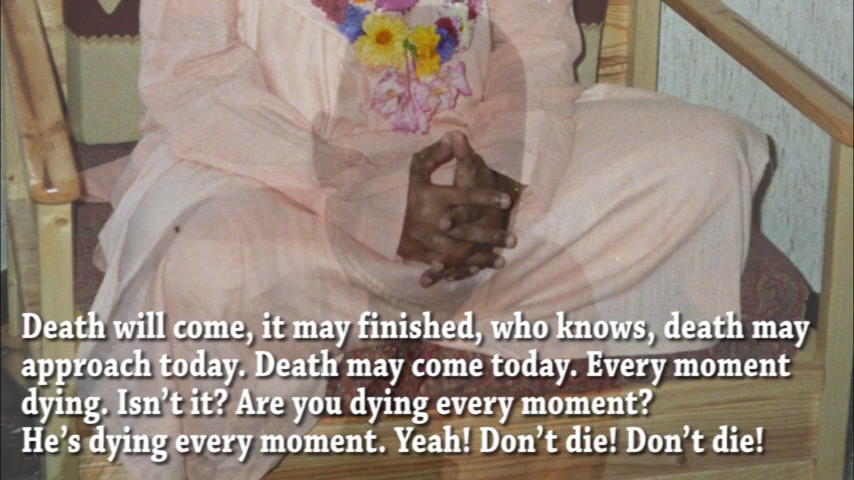 Death will come, it may finished, who knows, death may
approach today. Death may come today. Every moment
dying. Isn't it? Are you dying every moment?
He's dying every moment. Yeah! Don't die! Don't die!